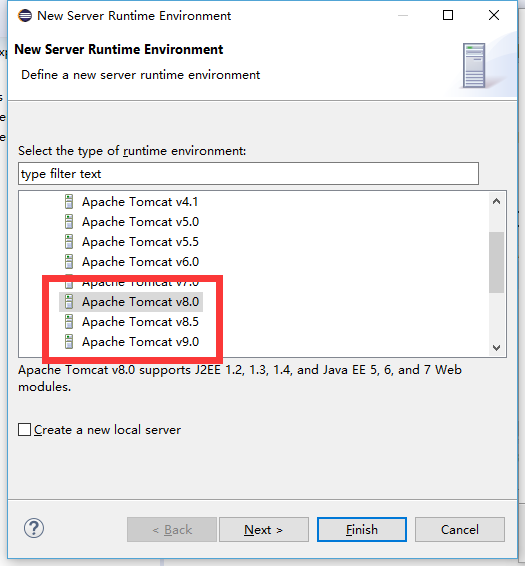 New Server Runtime Environment
New Server Runtime Environment
Define a new server runtime environment
Select the type of runtime environment:
type filter text
Apache Tomcat v4.1
Apache Tomcat v5.0
Apache Tomcat v5.5
Apache Tomcat v6.0
Apache Tomcat v7.0
Apache Tomcat v8.0
Apache Tomcat v8.5
Apache Tomcat v9.0
Apache Tomcat v8.0 supports J2EE 1.2, 1.3, 1.4, and Java EE 5, 6, and 7 Web
modules.
Create a new local server
? < Back Next > Finish Cancel